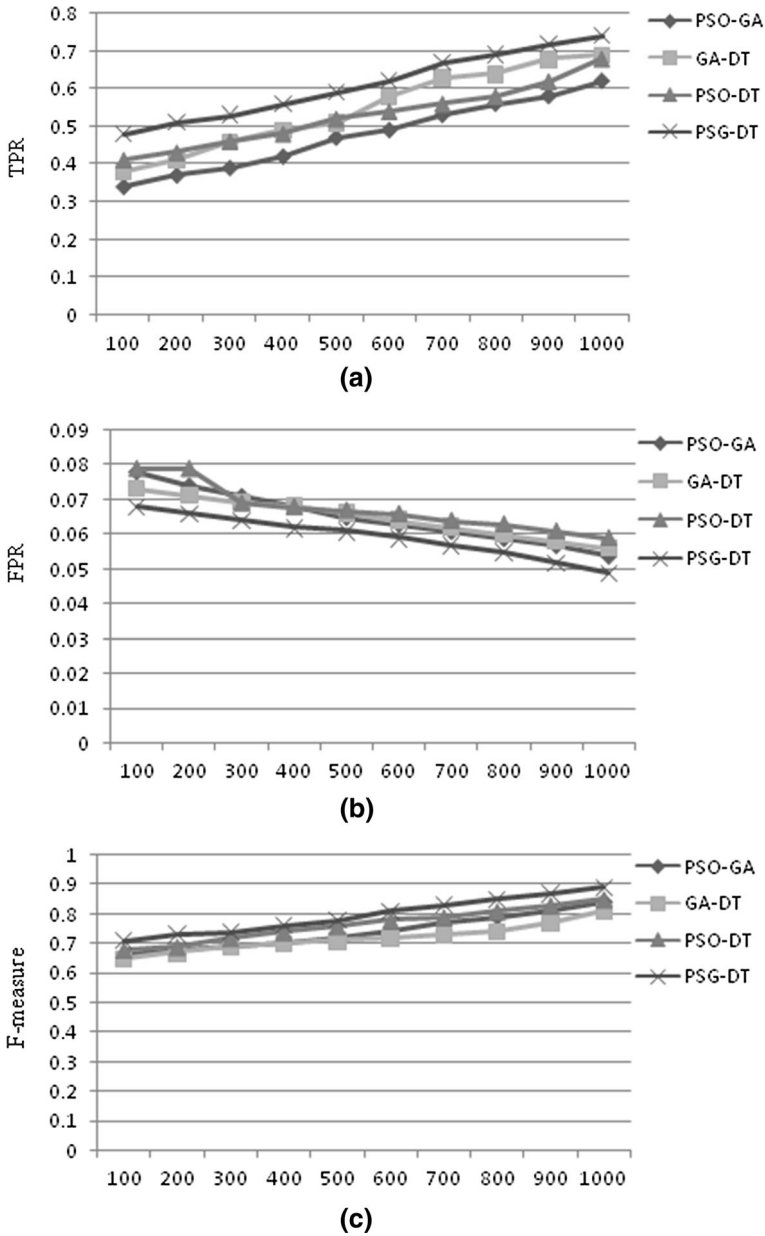 TPR
0.8
0.7
0.6
0.5
0.4
0.3
0.2
0.1
0
100 200 300 400 500 600 700 800 900 1000
PSO-GA
GA-DT
PSO-DT
PSG-DT
(a)
FPR
0.09
0.08
0.07
0.06
0.05
0.04
0.03
0.02
0.01
0
100 200 300 400 500 600 700 800 900 1000
PSO-GA
GA-DT
PSO-DT
PSG-DT
(b)
F-measure
1
0.9
0.8
0.7
0.6
0.5
0.4
0.3
0.2
0.1
0
100 200 300 400 500 600 700 800 900 1000
PSO-GA
GA-DT
PSO-DT
PSG-DT
(c)